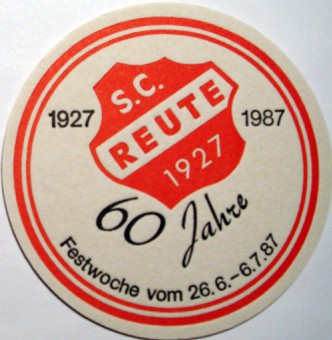 S.C.
REUTE
1927
1927
1987
60 Jahre
Festwoche vom 26.6.-6.7.87